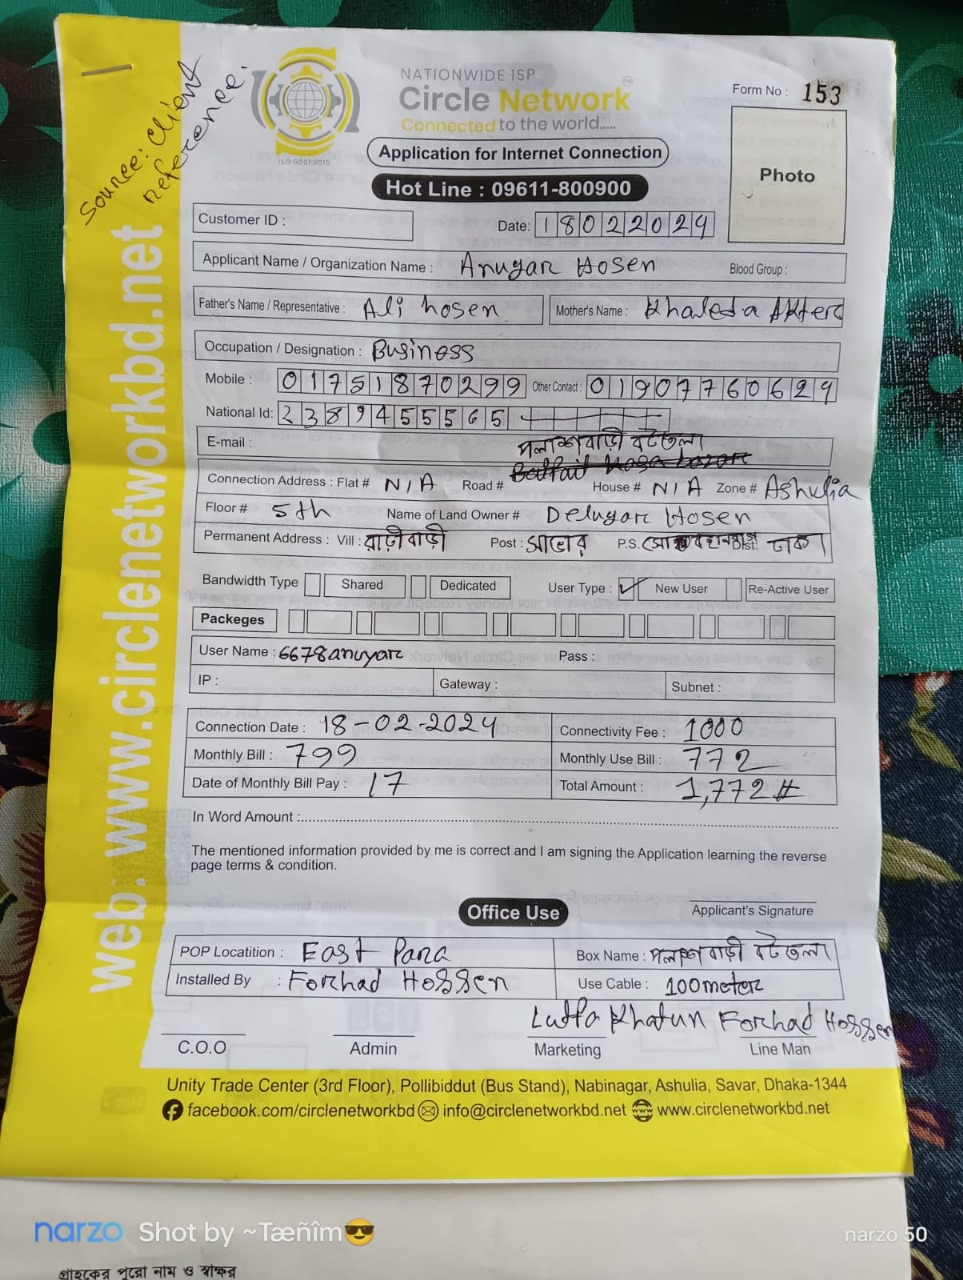 Source: Client
reference.
NATIONWIDE ISP
Circle Network
Connected to the world.....
ISO 9001:2015
Form No : 153
Application for Internet Connection
Photo
Hot Line : 09611-800900
Customer ID :
Date: 18022024
Applicant Name / Organization Name : Anuyar Hosen Blood Group :
Father's Name / Representative : Ali hosen Mother's Name : Khaleda Akter
Occupation / Designation : Business
Mobile : 01751870299 Other Contact : 01907760629
National Id: 2389455565
E-mail :
পলাশবাড়ী বটতলা
Connection Address : Flat # N/A Road # House # N/A Zone # Ashulia
Floor # 5th Name of Land Owner # Deluyar Hosen
Permanent Address : Vill : Post : সাভার P.S. Dist. ঢাকা
Bandwidth Type Shared Dedicated User Type : ✓ New User Re-Active User
Packeges
User Name : 6678anuyar Pass :
IP : Gateway : Subnet :
Connection Date : 18-02-2024 Connectivity Fee : 1000
Monthly Bill : 799 Monthly Use Bill : 772
Date of Monthly Bill Pay : 17 Total Amount : 1,772 #
In Word Amount :
The mentioned information provided by me is correct and I am signing the Application learning the reverse
page terms & condition.
Applicant's Signature
Office Use
POP Locatition : East Para Box Name : পলাশ বাড়ী বটতলা
Installed By : Forhad Hossen Use Cable : 100meter
Lutfa Khatun Forhad Hossen
C.O.O Admin Marketing Line Man
Unity Trade Center (3rd Floor), Pollibiddut (Bus Stand), Nabinagar, Ashulia, Savar, Dhaka-1344
facebook.com/circlenetworkbd info@circlenetworkbd.net www.circlenetworkbd.net
web: www.circlenetworkbd.net
narzo Shot by ~Tæñîm😎
narzo 50
গ্রাহকের পুরো নাম ও স্বাক্ষর